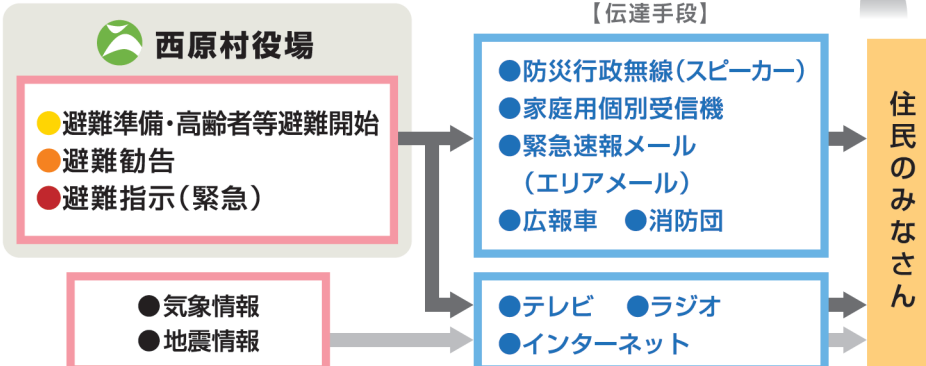 【伝達手段】
西原村役場
●避難準備・高齢者等避難開始
●避難勧告
●避難指示(緊急)
●防災行政無線(スピーカー)
●家庭用個別受信機
●緊急速報メール
(エリアメール)
●広報車 ●消防団
●気象情報
●地震情報
●テレビ ●ラジオ
●インターネット
住民のみなさん